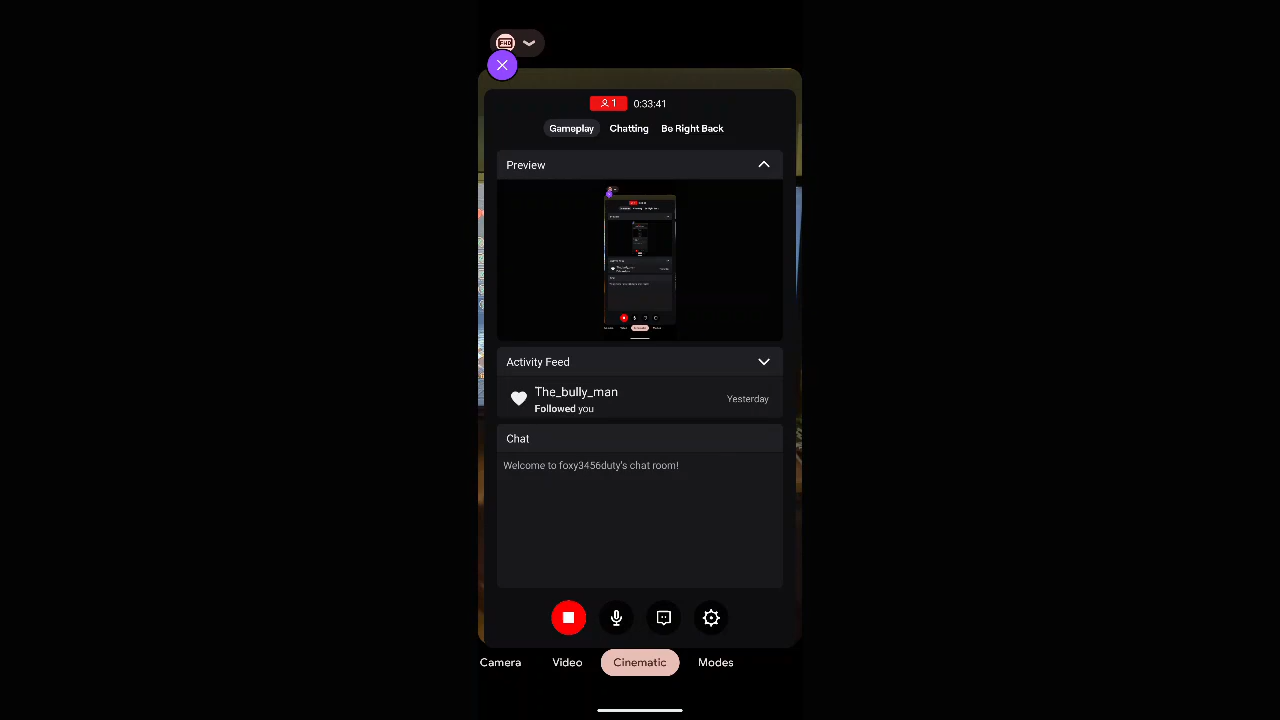 FHD
1 0:33:41
Gameplay Chatting Be Right Back
Preview
Activity Feed
The_bully_man
Followed you
Yesterday
Chat
Welcome to foxy3456duty's chat room!
Camera Video Cinematic Modes